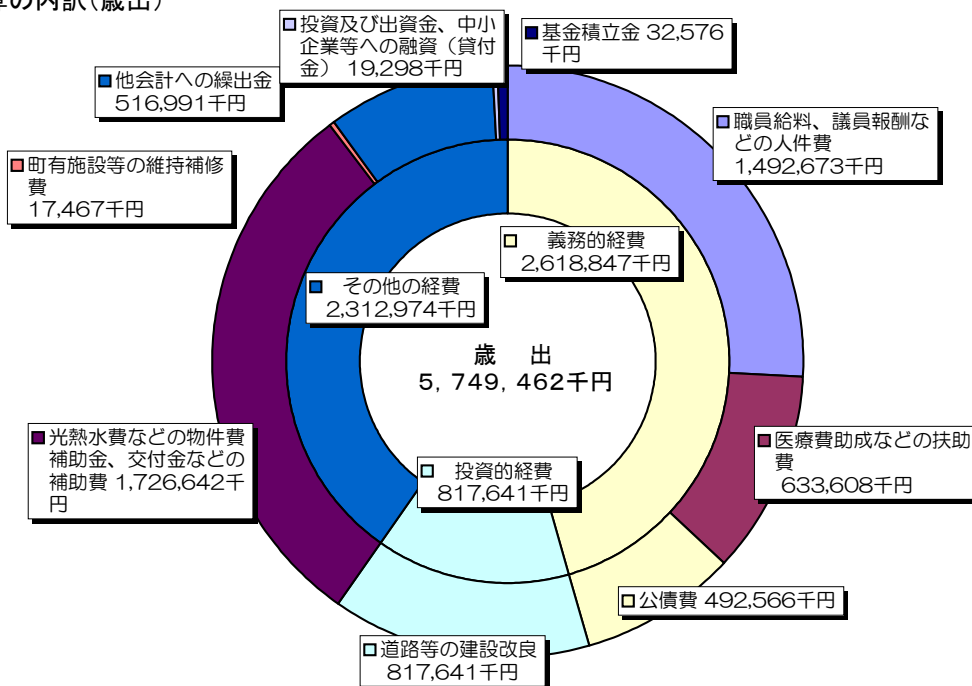 の内訳(歳出)
投資及び出資金、中小
企業等への融資（貸付
金） 19,298千円
基金積立金 32,576
千円
他会計への繰出金
516,991千円
職員給料、議員報酬な
どの人件費
1,492,673千円
町有施設等の維持補修
費
17,467千円
義務的経費
2,618,847千円
その他の経費
2,312,974千円
歳 出
5,749,462千円
光熱水費などの物件費
補助金、交付金などの
補助費 1,726,642千
円
投資的経費
817,641千円
医療費助成などの扶助
費
633,608千円
公債費 492,566千円
道路等の建設改良
817,641千円